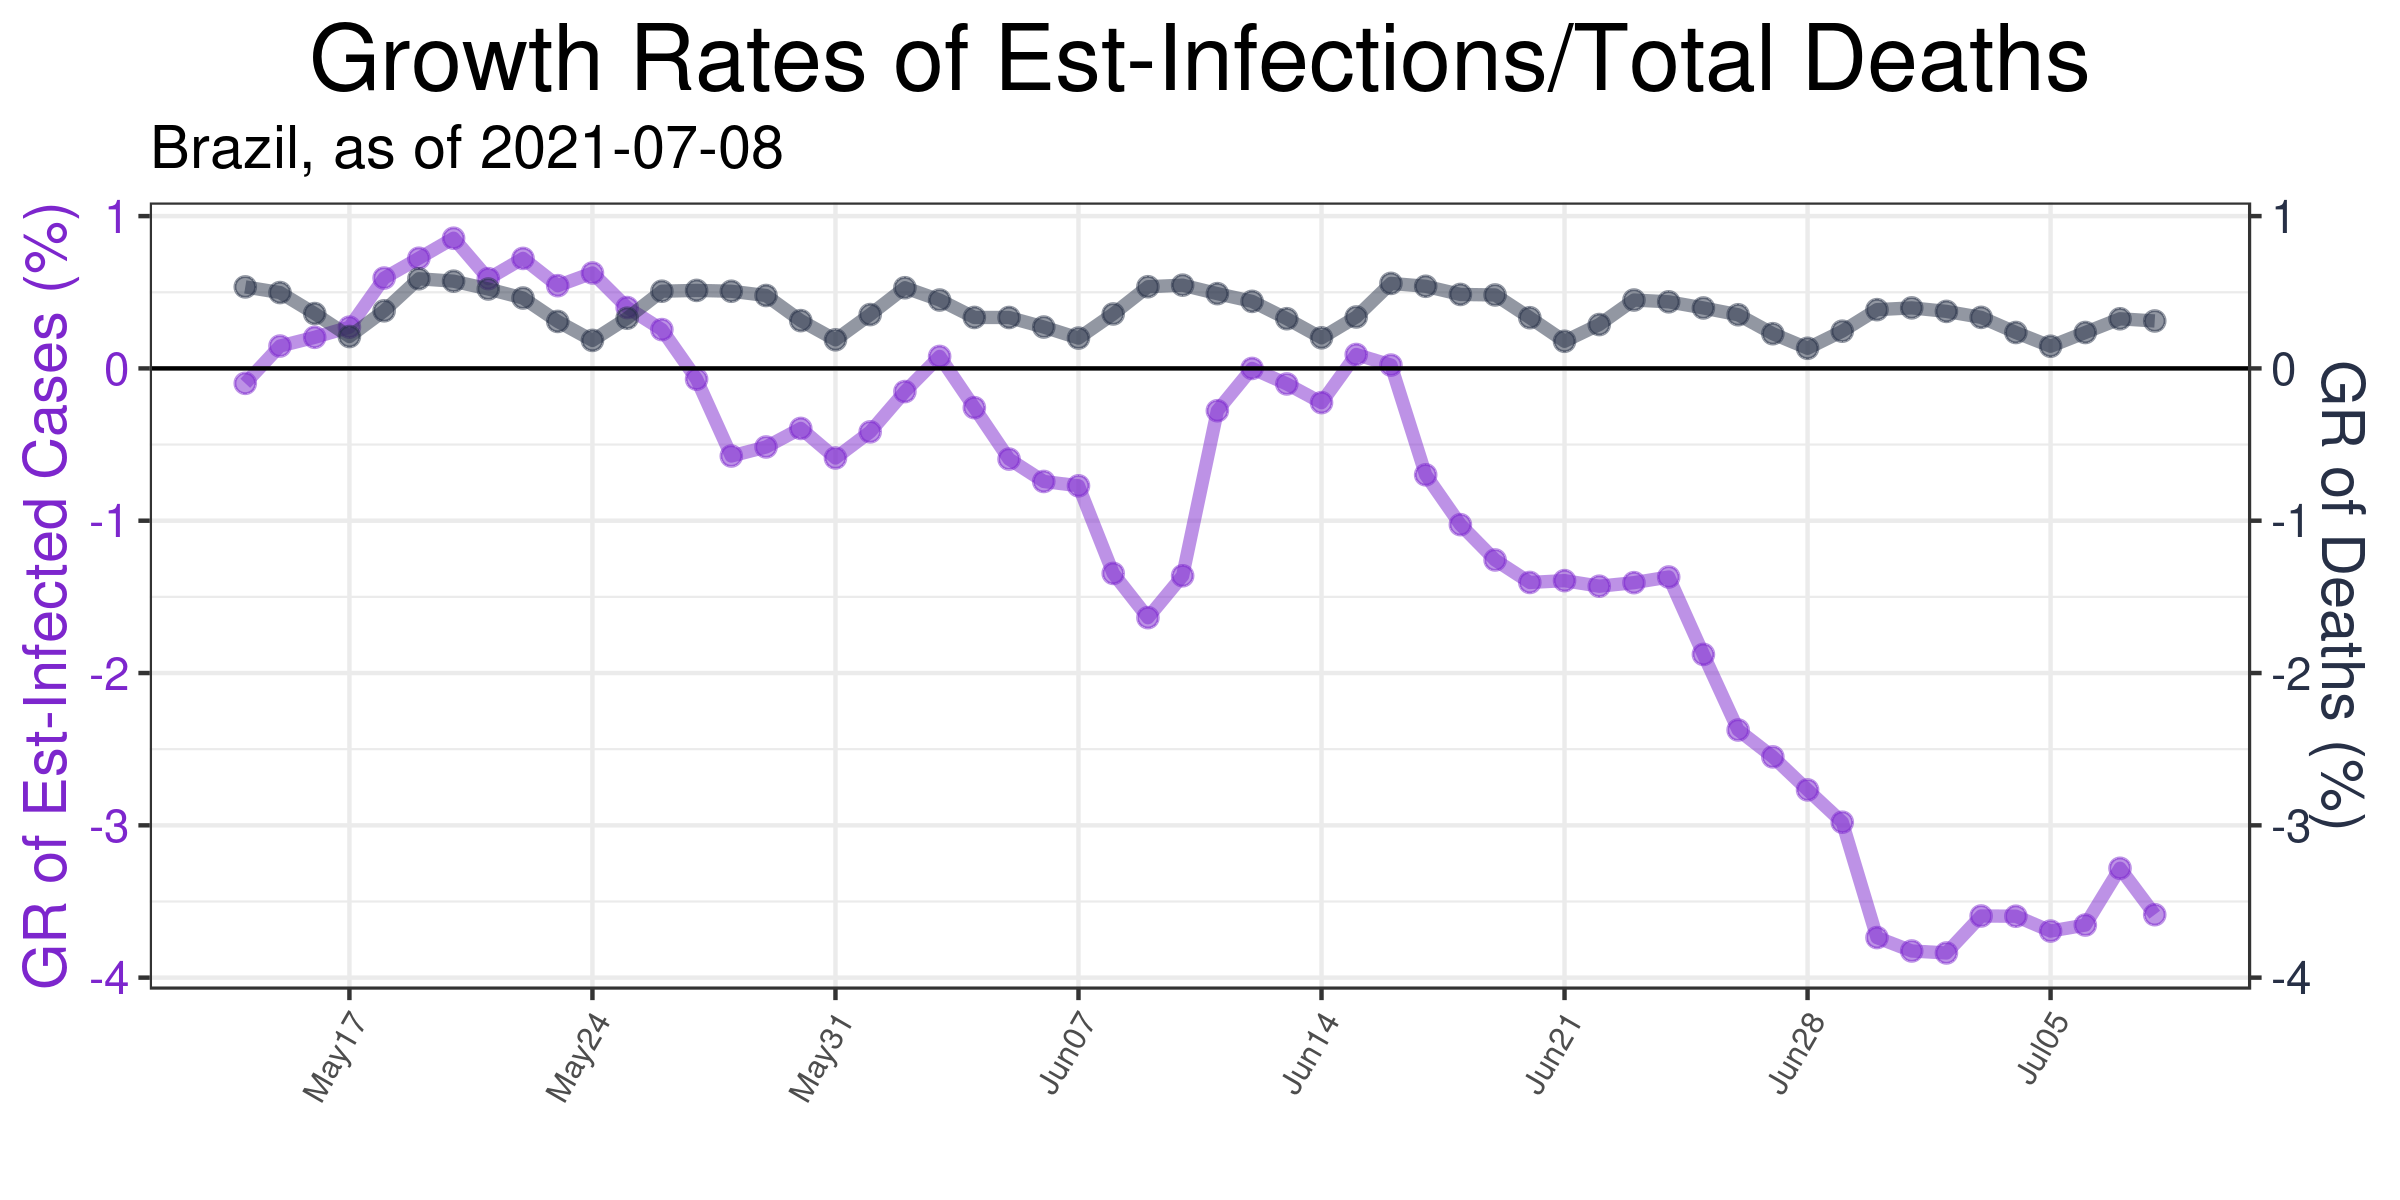 Growth Rates of Est-Infections/Total Deaths
Brazil, as of 2021-07-08
GR of Est-Infected Cases (%)
1
0
-1
-2
-3
-4
1
0
-1
-2
-3
-4
GR of Deaths (%)
May17
May24
May31
Jun07
Jun14
Jun21
Jun28
Jul05